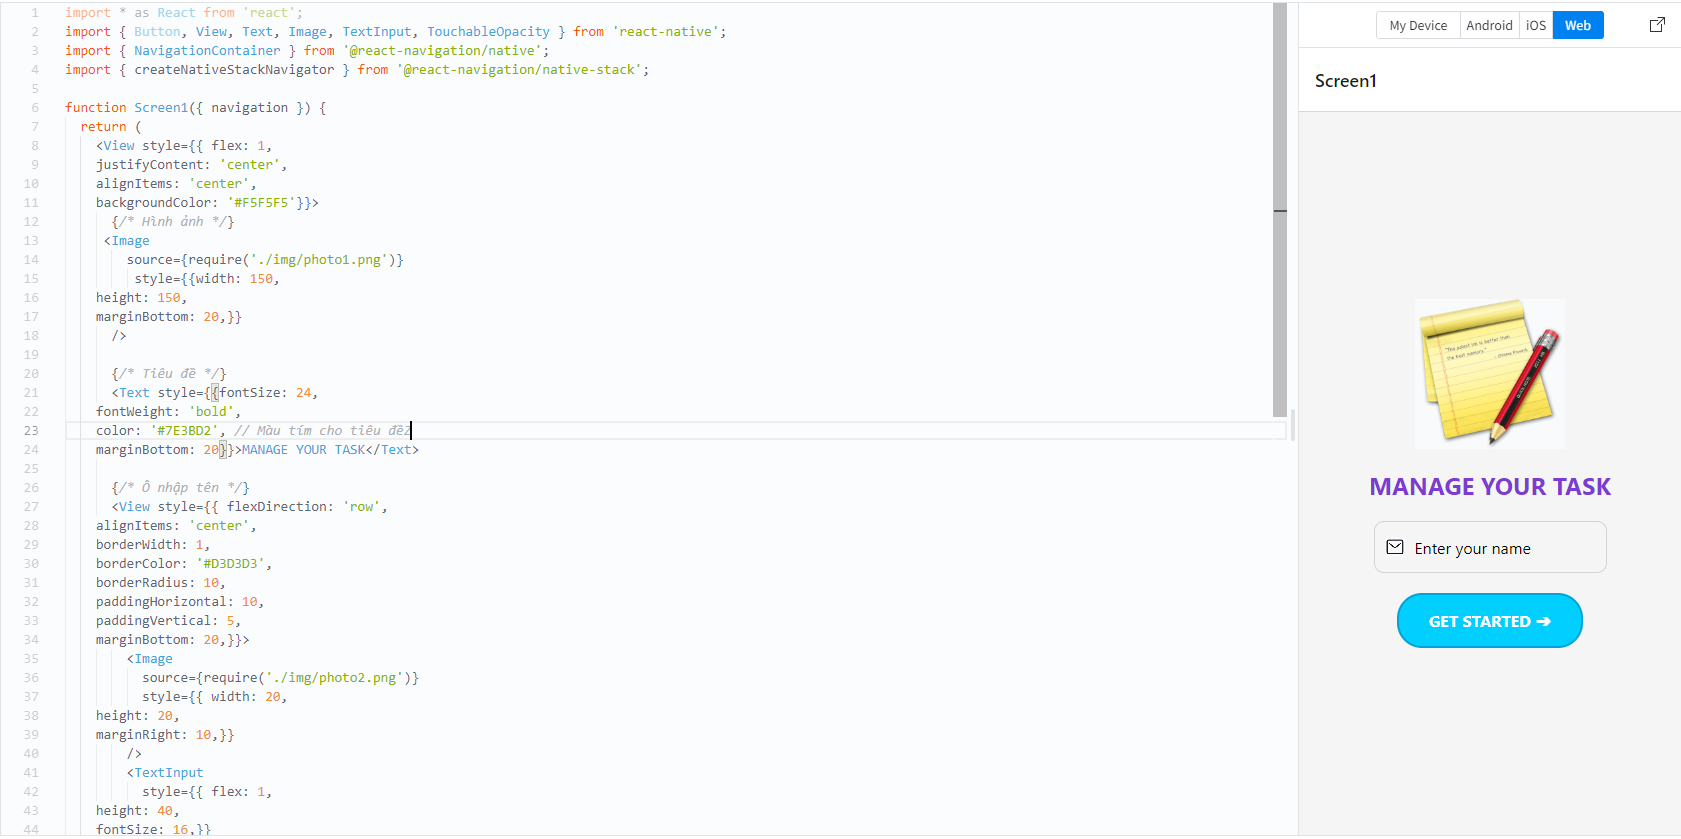 1 import * as React from 'react';
2 import { Button, View, Text, Image, TextInput, TouchableOpacity } from 'react-native';
3 import { NavigationContainer } from '@react-navigation/native';
4 import { createNativeStackNavigator } from '@react-navigation/native-stack';
5
6 function Screen1({ navigation }) {
7 return (
8 <View style={{ flex: 1,
9 justifyContent: 'center',
10 alignItems: 'center',
11 backgroundColor: '#F5F5F5'}}>
12 {/* Hình ảnh */}
13 <Image
14 source={require('./img/photo1.png')}
15 style={{width: 150,
16 height: 150,
17 marginBottom: 20,}}
18 />
19
20 {/* Tiêu đề */}
21 <Text style={{fontSize: 24,
22 fontWeight: 'bold',
23 color: '#7E3BD2', // Màu tím cho tiêu đềZ
24 marginBottom: 20}}>MANAGE YOUR TASK</Text>
25
26 {/* Ô nhập tên */}
27 <View style={{ flexDirection: 'row',
28 alignItems: 'center',
29 borderWidth: 1,
30 borderColor: '#D3D3D3',
31 borderRadius: 10,
32 paddingHorizontal: 10,
33 paddingVertical: 5,
34 marginBottom: 20,}}>
35 <Image
36 source={require('./img/photo2.png')}
37 style={{ width: 20,
38 height: 20,
39 marginRight: 10,}}
40 />
41 <TextInput
42 style={{ flex: 1,
43 height: 40,
44 fontSize: 16,}}
My Device Android iOS Web
Screen1
MANAGE YOUR TASK
Enter your name
GET STARTED ➔